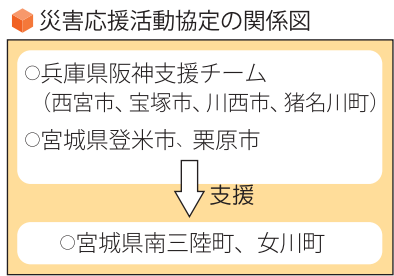 災害応援活動協定の関係図
○兵庫県阪神支援チーム
（西宮市、宝塚市、川西市、猪名川町）
○宮城県登米市、栗原市
支援
○宮城県南三陸町、女川町